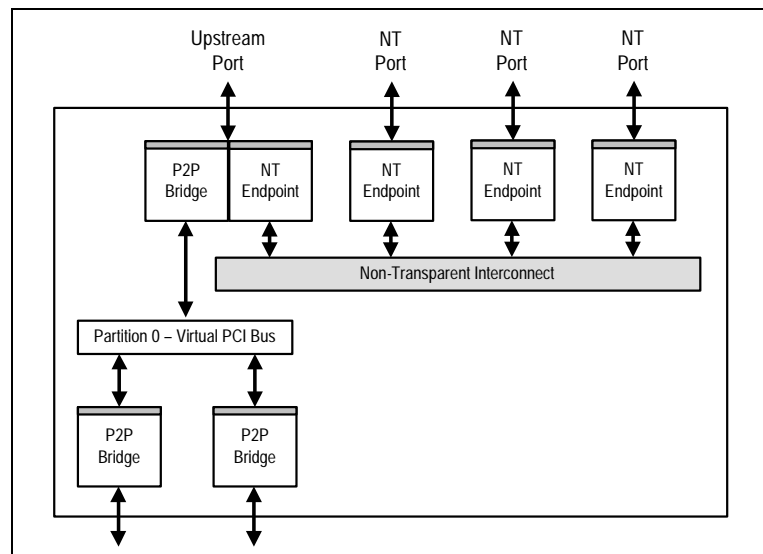 Upstream
Port
NT
Port
NT
Port
NT
Port
P2P
Bridge
NT
Endpoint
NT
Endpoint
NT
Endpoint
NT
Endpoint
Non-Transparent Interconnect
Partition 0 – Virtual PCI Bus
P2P
Bridge
P2P
Bridge